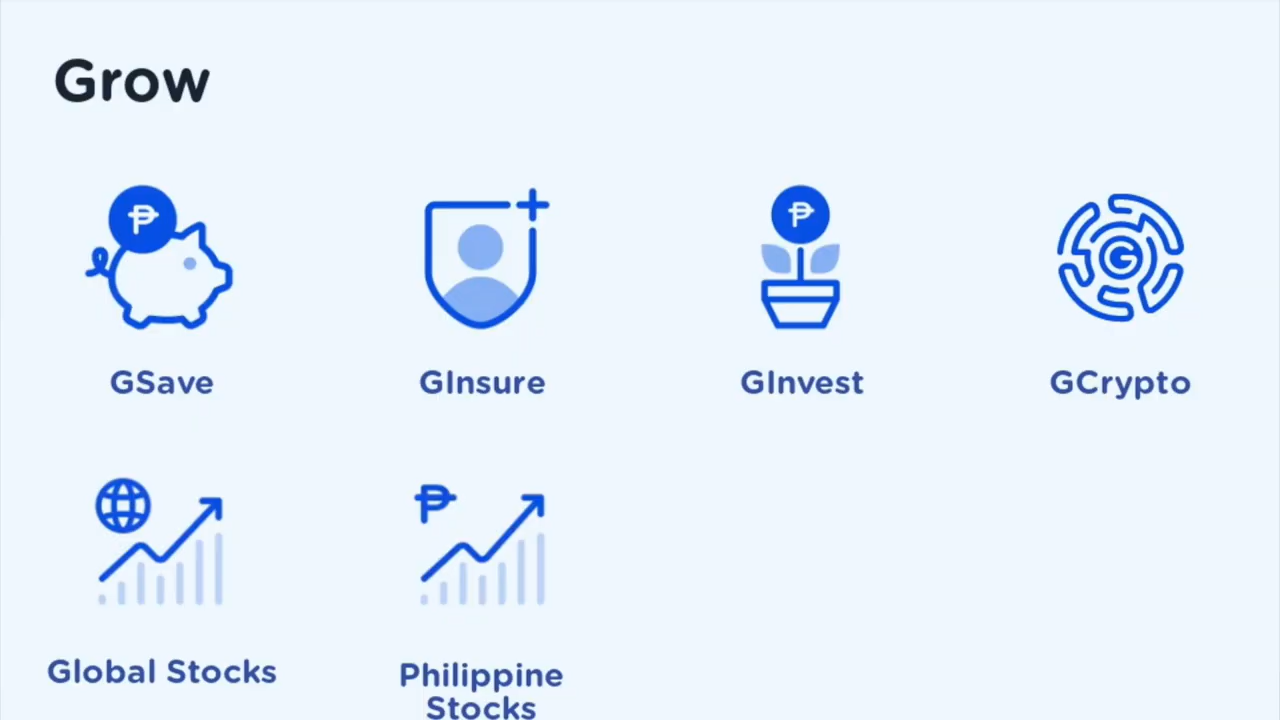 Grow
₱
₱
G
GSave
GInsure
GInvest
GCrypto
₱
Global Stocks
Philippine
Stocks